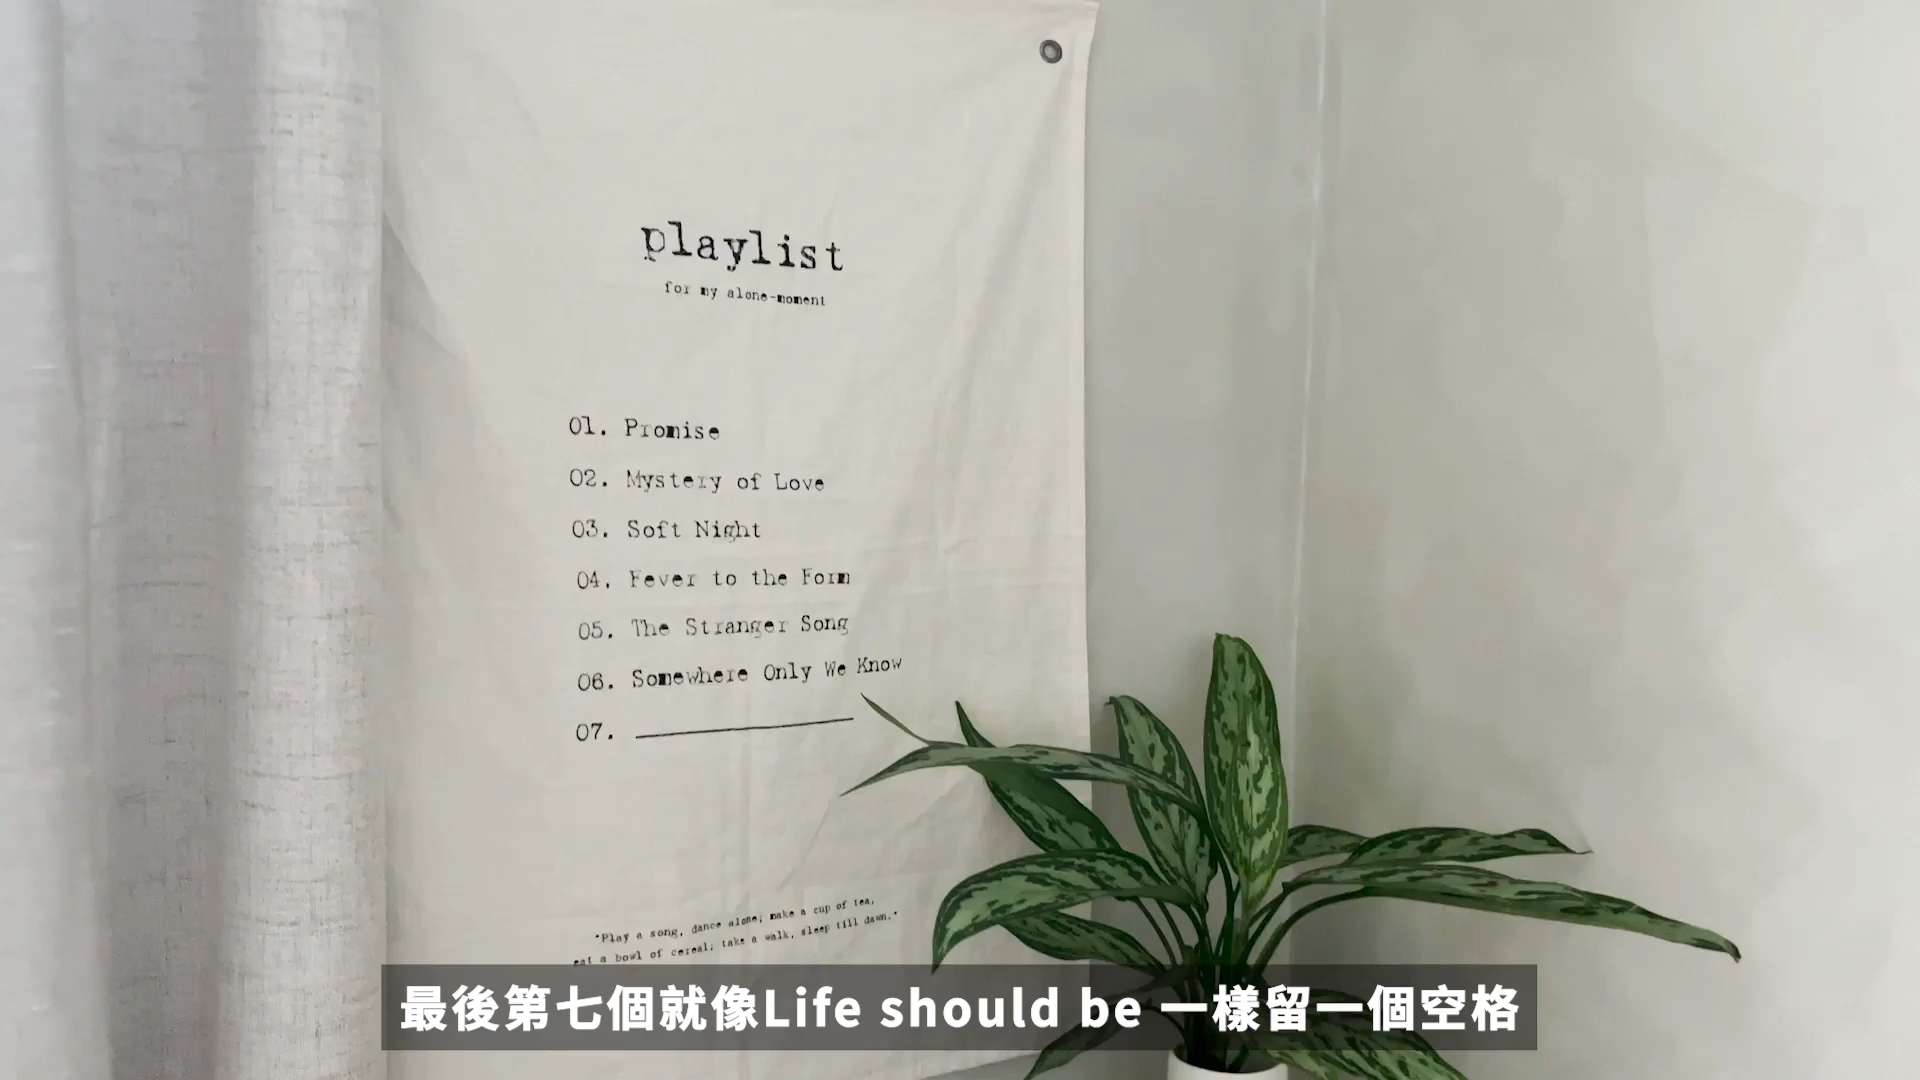 playlist
for my alone-moment
01. Promise
02. Mystery of Love
03. Soft Night
04. Fever to the Form
05. The Stranger Song
06. Somewhere Only We Know
07.
"Play a song, dance alone; make a cup of tea,
eat a bowl of cereal; take a walk, sleep till dawn."
最後第七個就像Life should be 一樣留一個空格